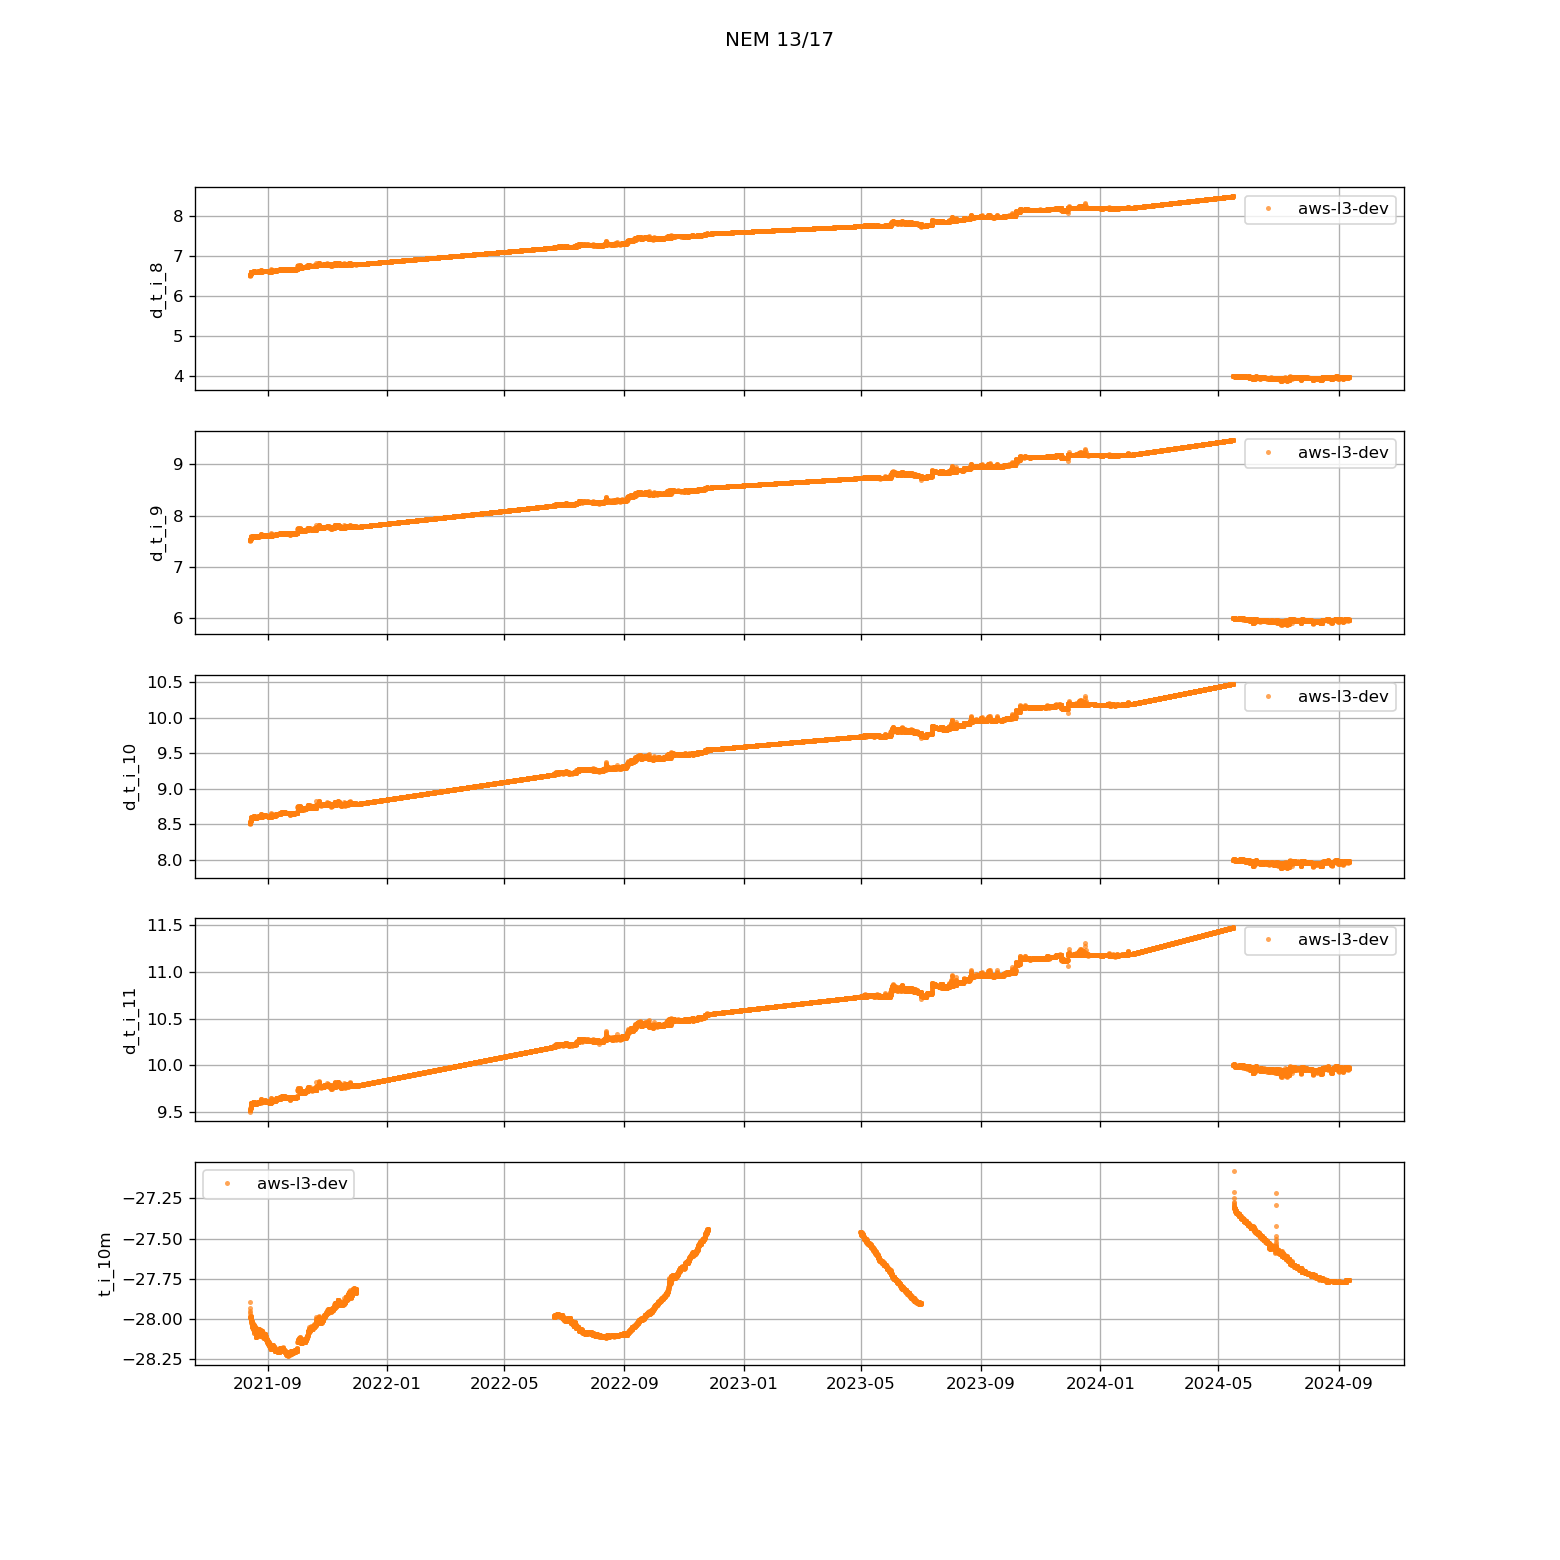 NEM 13/17
8
7
6
5
4
d_t_i_8
aws-l3-dev
9
8
7
6
d_t_i_9
aws-l3-dev
10.5
10.0
9.5
9.0
8.5
8.0
d_t_i_10
aws-l3-dev
11.5
11.0
10.5
10.0
9.5
d_t_i_11
aws-l3-dev
−27.25
−27.50
−27.75
−28.00
−28.25
t_i_10m
aws-l3-dev
2021-09 2022-01 2022-05 2022-09 2023-01 2023-05 2023-09 2024-01 2024-05 2024-09